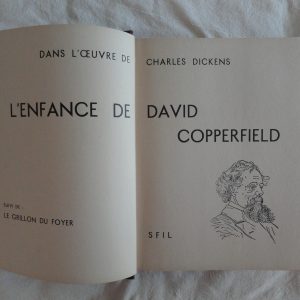 DANS L'ŒUVRE DE CHARLES DICKENS
L'ENFANCE DE DAVID
COPPERFIELD
suivi de
LE GRILLON DU FOYER
SFIL